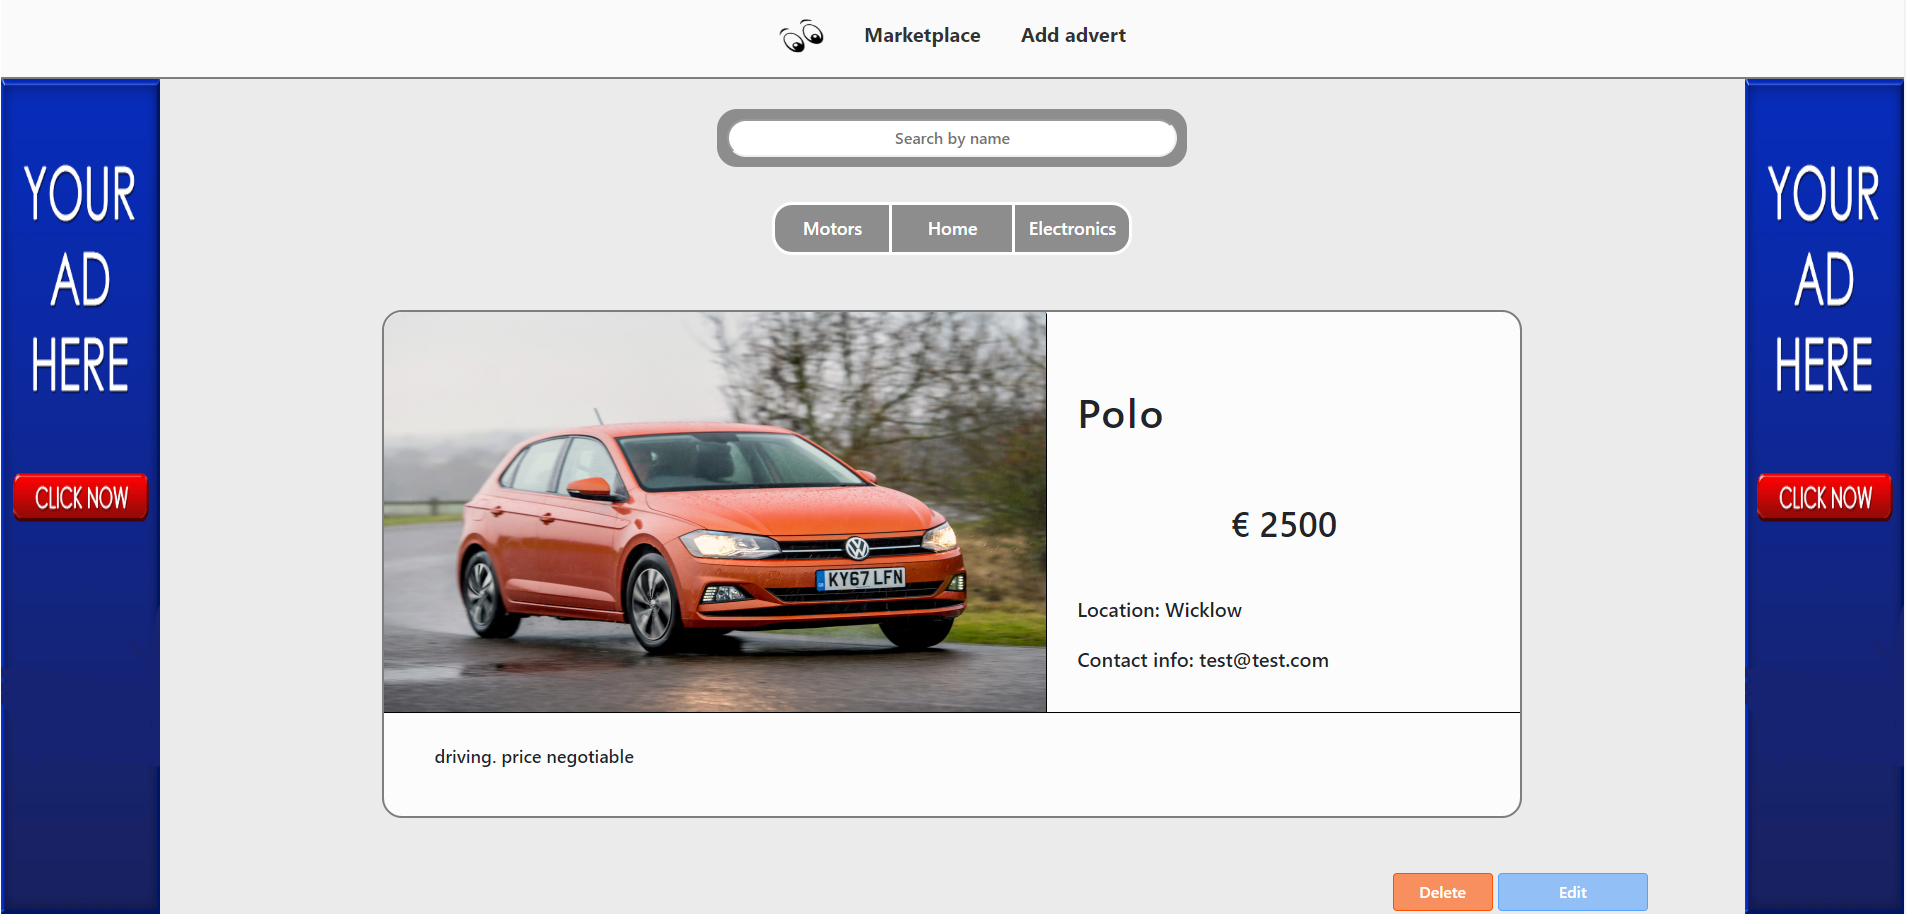 Marketplace
Add advert
YOUR
AD
HERE
CLICK NOW
Search by name
Motors
Home
Electronics
KY67 LFN
Polo
€ 2500
Location: Wicklow
Contact info: test@test.com
driving. price negotiable
Delete
Edit
YOUR
AD
HERE
CLICK NOW